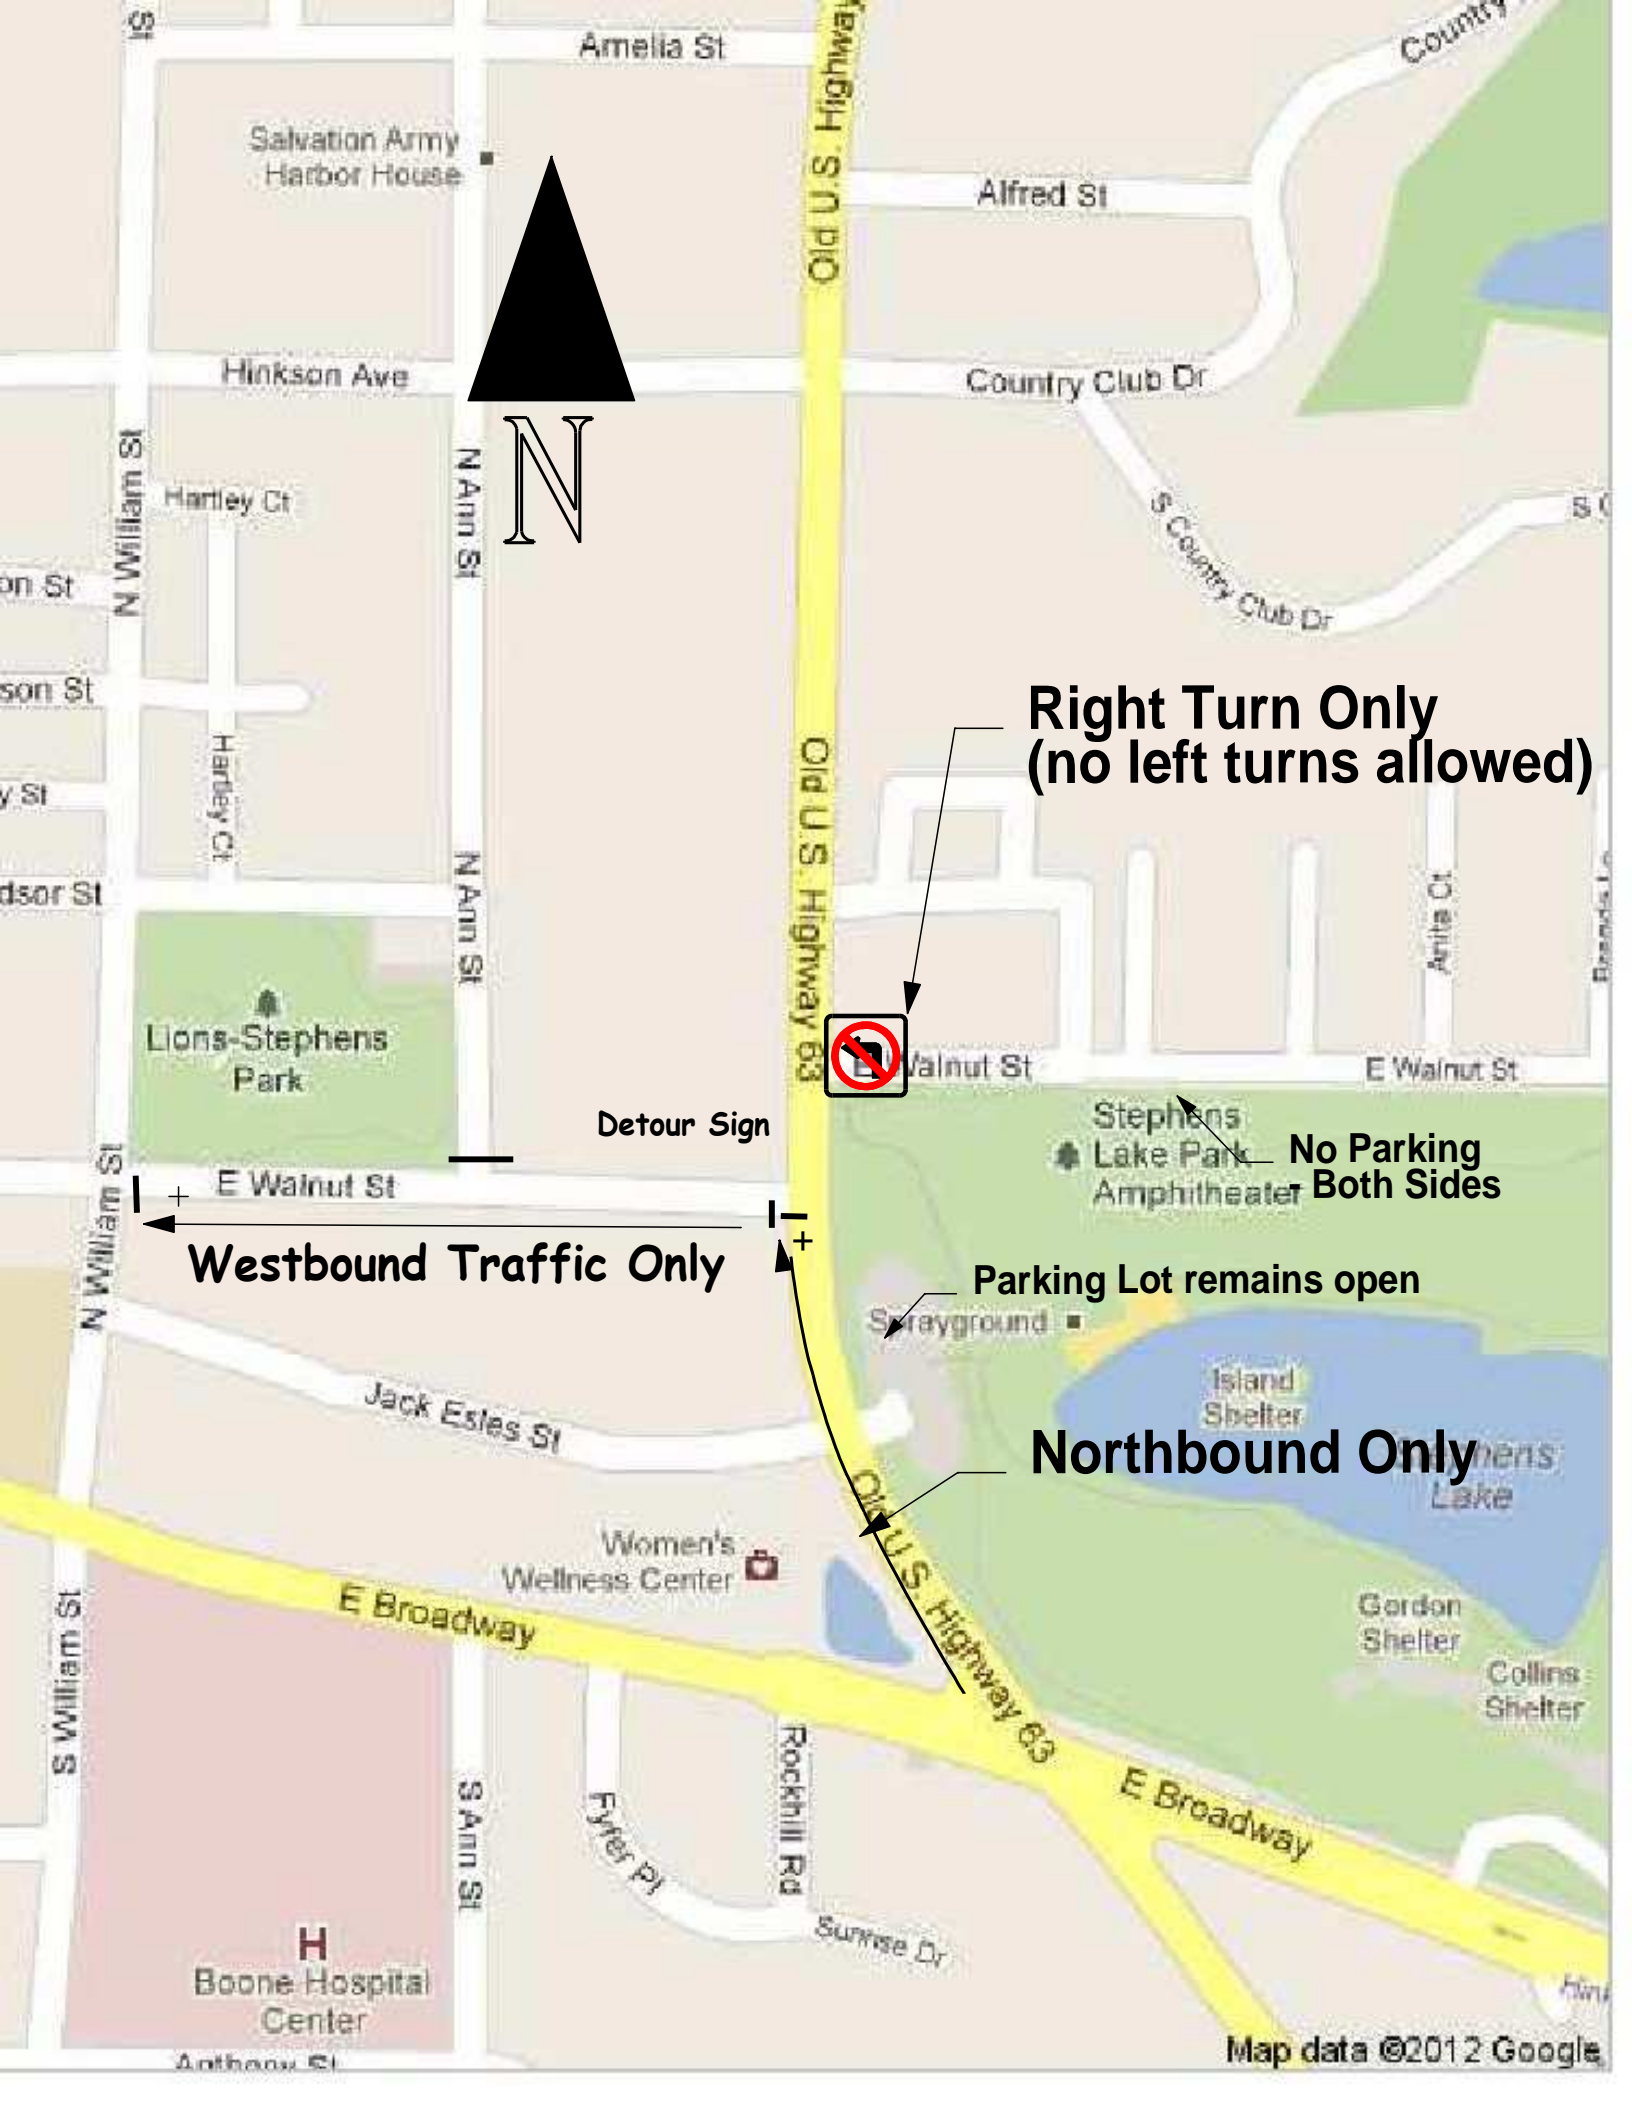 St
Amelia St
Country
Old U.S. Highway
Salvation Army
Harbor House
Alfred St
Hinkson Ave
Country Club Dr
N
N William St
Hartley Ct
N Ann St
S Country Club Dr
on St
son St
Right Turn Only
(no left turns allowed)
Hartley Ct
Old U.S. Highway 63
y St
dsor St
N Ann St
Anita Ct
Lions-Stephens
Park
E Walnut St
E Walnut St
Detour Sign
Stephens
Lake Park
Amphitheater
No Parking
- Both Sides
N William St
E Walnut St
Westbound Traffic Only
Parking Lot remains open
Sprayground
Island
Shelter
Jack Estes St
Northbound Only
Stephens
Lake
Old U.S. Highway 63
Women's
Wellness Center
E Broadway
Gordon
Shelter
Collins
Shelter
S William St
Rockhill Rd
S Ann St
Fyfer Pl
E Broadway
Sunrise Dr
H
Boone Hospital
Center
Anthony St
Map data ©2012 Google